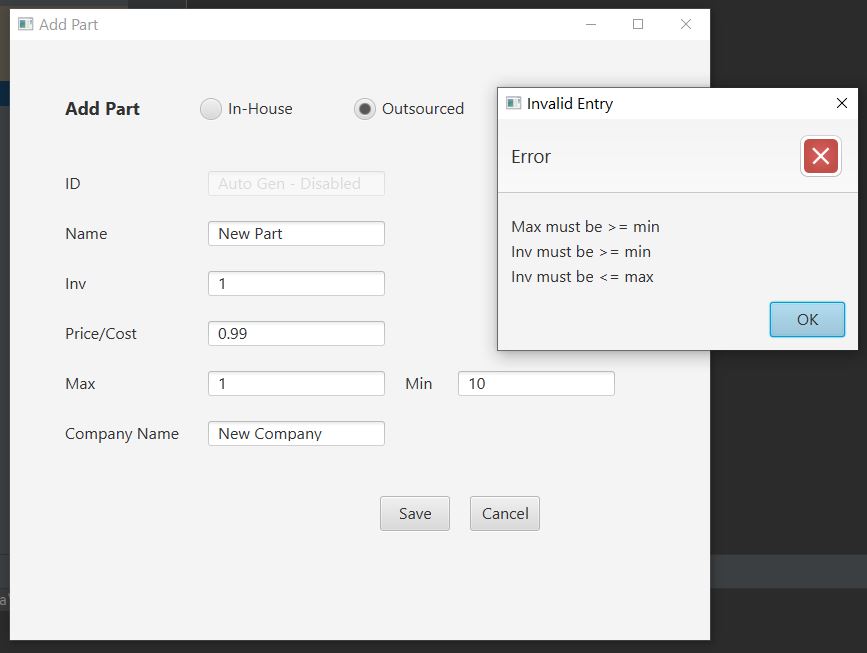 Add Part
Add Part
In-House
Outsourced
ID
Auto Gen - Disabled
Name
New Part
Inv
1
Price/Cost
0.99
Max
1
Min
10
Company Name
New Company
Save
Cancel
Invalid Entry
Error
Max must be >= min
Inv must be >= min
Inv must be <= max
OK